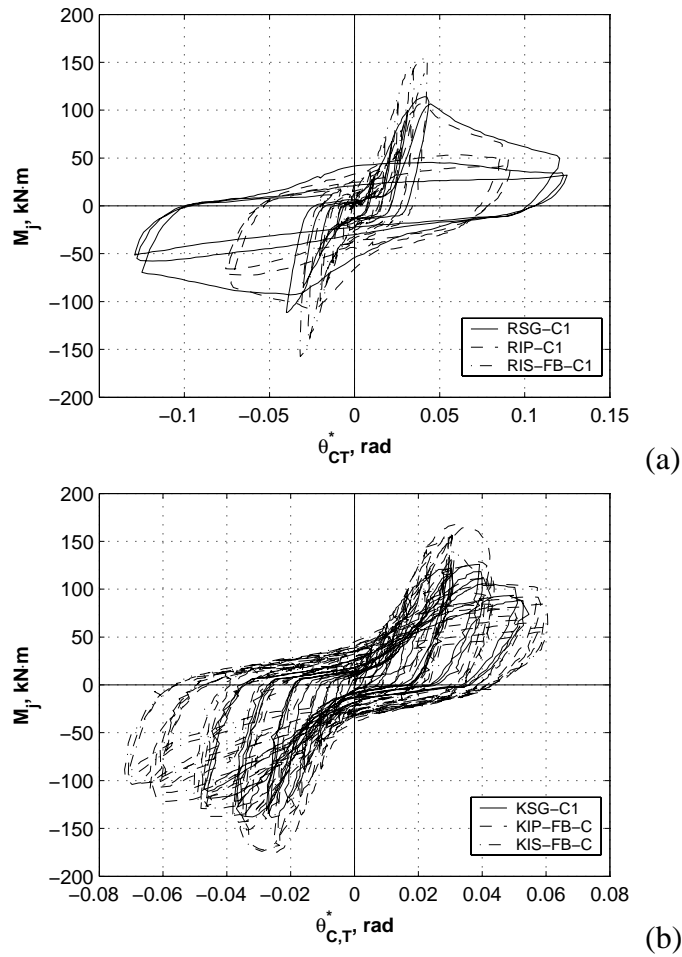 200
150
100
50
0
−50
−100
−150
−200
M_j, kN·m
−0.1 −0.05 0 0.05 0.1 0.15
θ*_CT, rad
RSG−C1
RIP−C1
RIS−FB−C1
(a)
200
150
100
50
0
−50
−100
−150
−200
M_j, kN·m
−0.08 −0.06 −0.04 −0.02 0 0.02 0.04 0.06 0.08
θ*_C,T, rad
KSG−C1
KIP−FB−C
KIS−FB−C
(b)